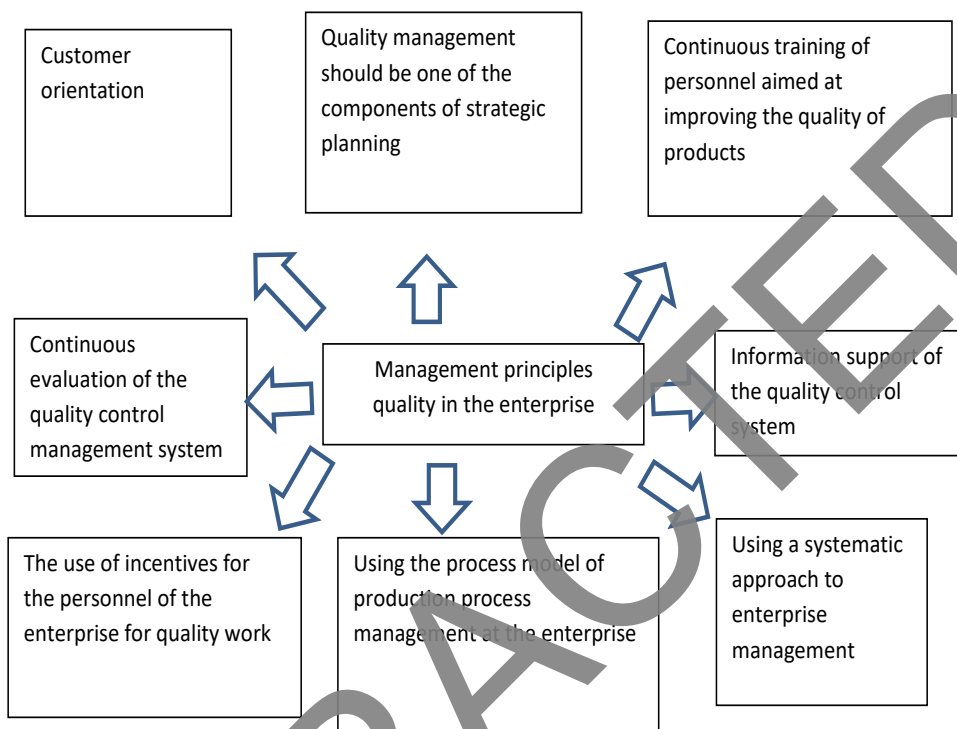 Customer
orientation
Quality management
should be one of the
components of strategic
planning
Continuous training of
personnel aimed at
improving the quality of
products
Continuous
evaluation of the
quality control
management system
Management principles
quality in the enterprise
Information support of
the quality control
system
The use of incentives for
the personnel of the
enterprise for quality work
Using the process model of
production process
management at the enterprise
Using a systematic
approach to
enterprise
management